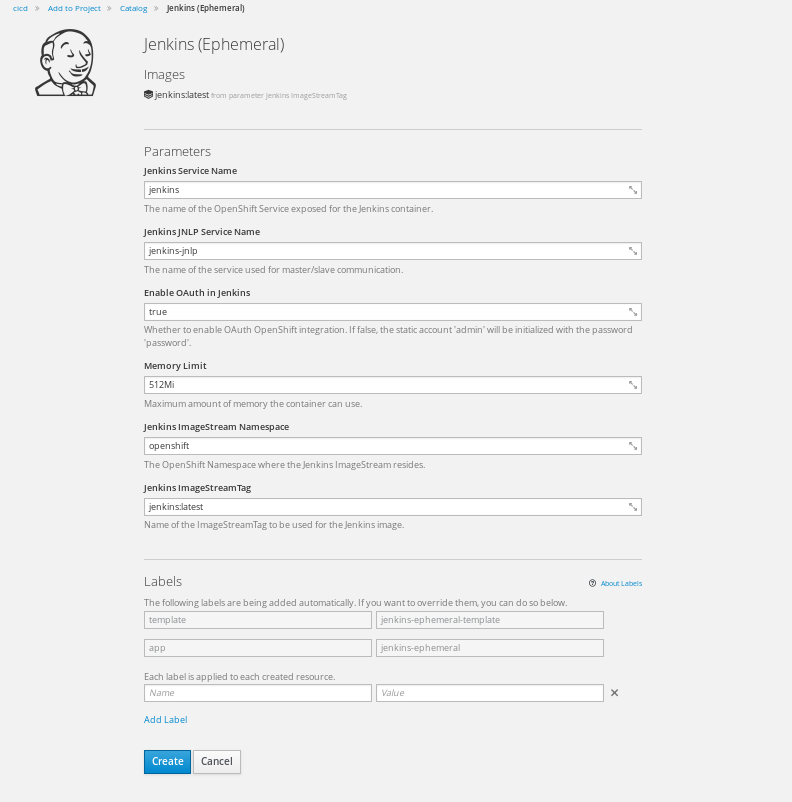 cicd » Add to Project » Catalog » Jenkins (Ephemeral)
Jenkins (Ephemeral)
Images
jenkins:latest from parameter Jenkins ImageStreamTag
Parameters
Jenkins Service Name
jenkins
The name of the OpenShift Service exposed for the Jenkins container.
Jenkins JNLP Service Name
jenkins-jnlp
The name of the service used for master/slave communication.
Enable OAuth in Jenkins
true
Whether to enable OAuth OpenShift integration. If false, the static account 'admin' will be initialized with the password
'password'.
Memory Limit
512Mi
Maximum amount of memory the container can use.
Jenkins ImageStream Namespace
openshift
The OpenShift Namespace where the Jenkins ImageStream resides.
Jenkins ImageStreamTag
jenkins:latest
Name of the ImageStreamTag to be used for the Jenkins image.
Labels About Labels
The following labels are being added automatically. If you want to override them, you can do so below.
template jenkins-ephemeral-template
app jenkins-ephemeral
Each label is applied to each created resource.
Name Value
Add Label
Create Cancel